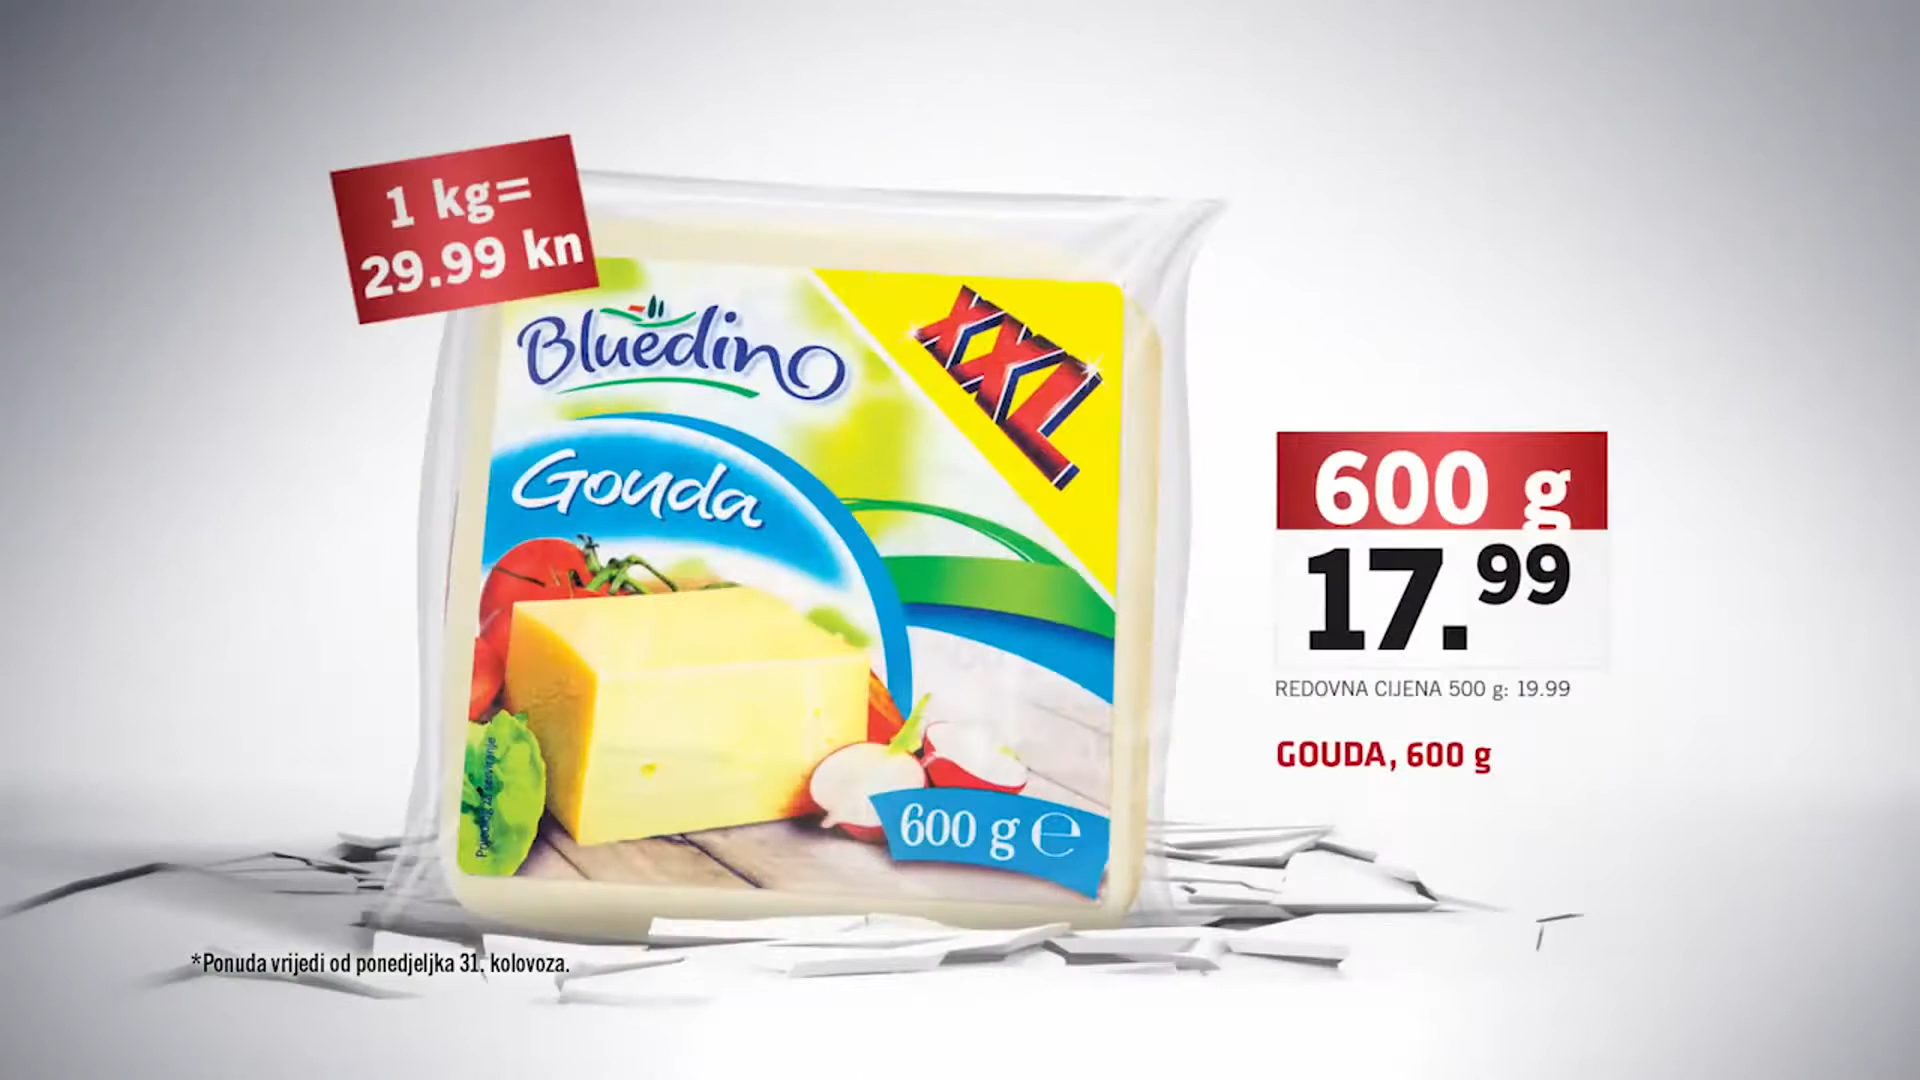 1 kg=
29.99 kn
Bluedino
XXL
Gouda
600 g
17.99
REDOVNA CIJENA 500 g: 19.99
GOUDA, 600 g
600 g ℮
*Ponuda vrijedi od ponedjeljka 31. kolovoza.